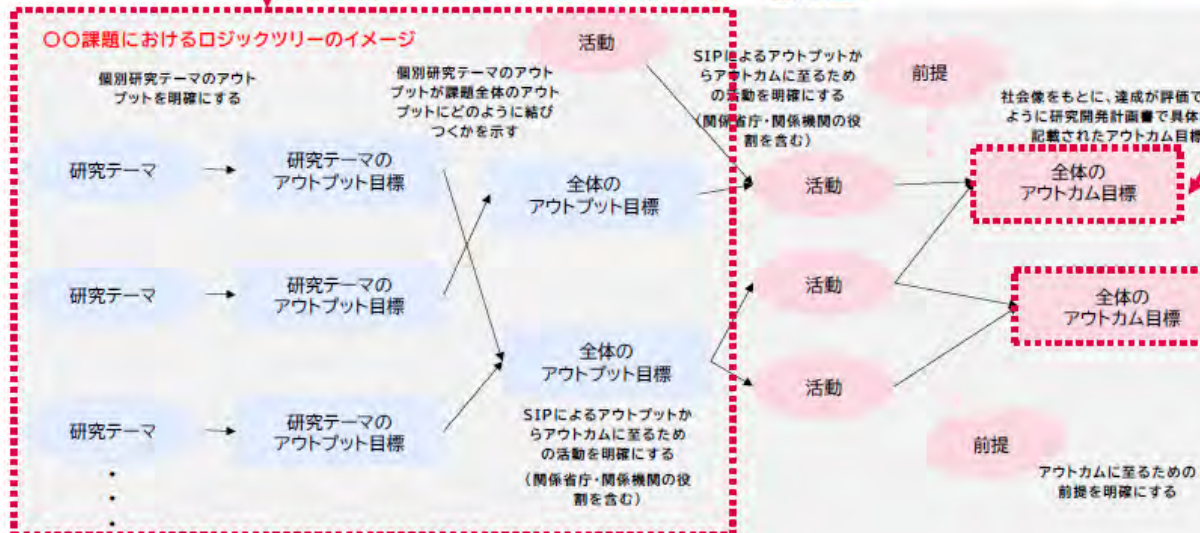 〇〇課題におけるロジックツリーのイメージ
個別研究テーマのアウト
プットを明確にする
個別研究テーマのアウト
プットが課題全体のアウト
プットにどのように結び
つくかを示す
活動
SIPによるアウトプットか
らアウトカムに至るため
の活動を明確にする
(関係省庁・関係機関の役
割を含む)
前提
社会像をもとに、達成が評価で
ように研究開発計画書で具体
記載されたアウトカム目標
研究テーマ
研究テーマの
アウトプット目標
全体の
アウトプット目標
活動
全体の
アウトカム目標
研究テーマ
研究テーマの
アウトプット目標
活動
全体の
アウトカム目標
全体の
アウトプット目標
活動
研究テーマ
研究テーマの
アウトプット目標
SIPによるアウトプットか
らアウトカムに至るため
の活動を明確にする
(関係省庁・関係機関の役
割を含む)
前提
アウトカムに至るための
前提を明確にする